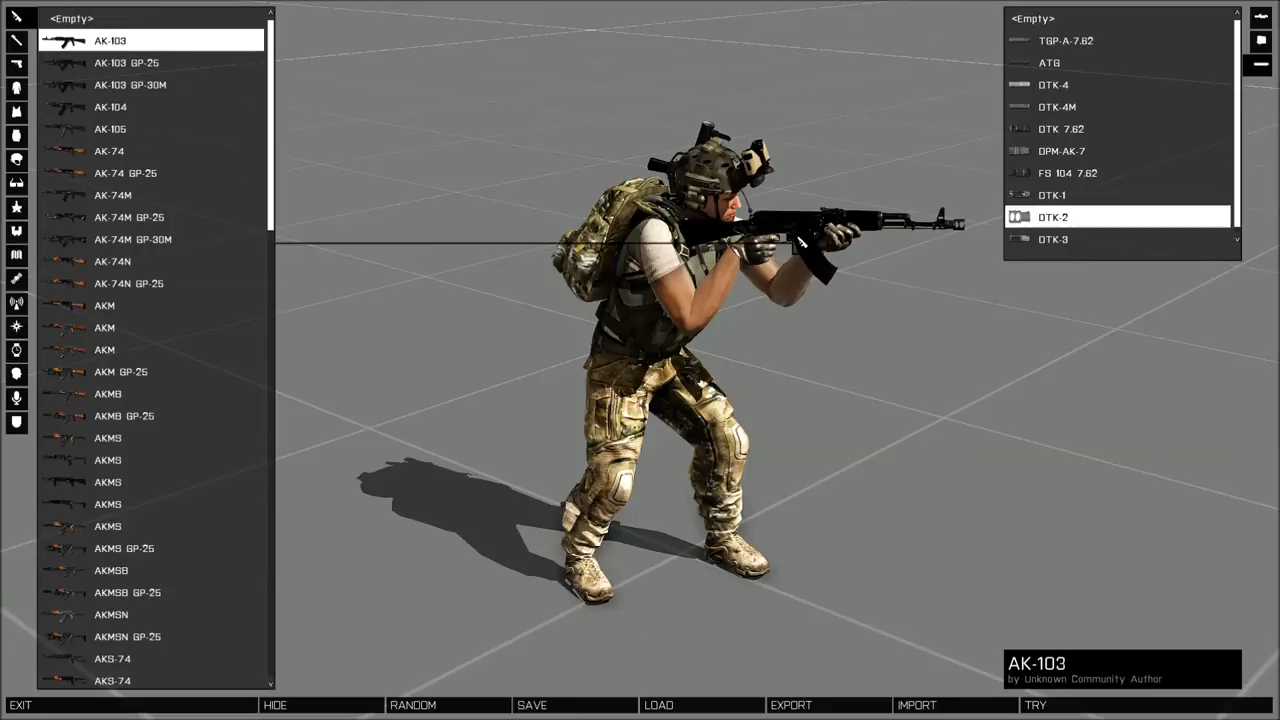 <Empty>
AK-103
AK-103 GP-25
AK-103 GP-30M
AK-104
AK-105
AK-74
AK-74 GP-25
AK-74M
AK-74M GP-25
AK-74M GP-30M
AK-74N
AK-74N GP-25
AKM
AKM
AKM
AKM GP-25
AKMB
AKMB GP-25
AKMS
AKMS
AKMS
AKMS
AKMS
AKMS GP-25
AKMSB
AKMSB GP-25
AKMSN
AKMSN GP-25
AKS-74
AKS-74
<Empty>
TGP-A-7.62
ATG
DTK-4
DTK-4M
DTK 7.62
DPM-AK-7
FS 104 7.62
DTK-1
DTK-2
DTK-3
AK-103
by Unknown Community Author
EXIT
HIDE
RANDOM
SAVE
LOAD
EXPORT
IMPORT
TRY